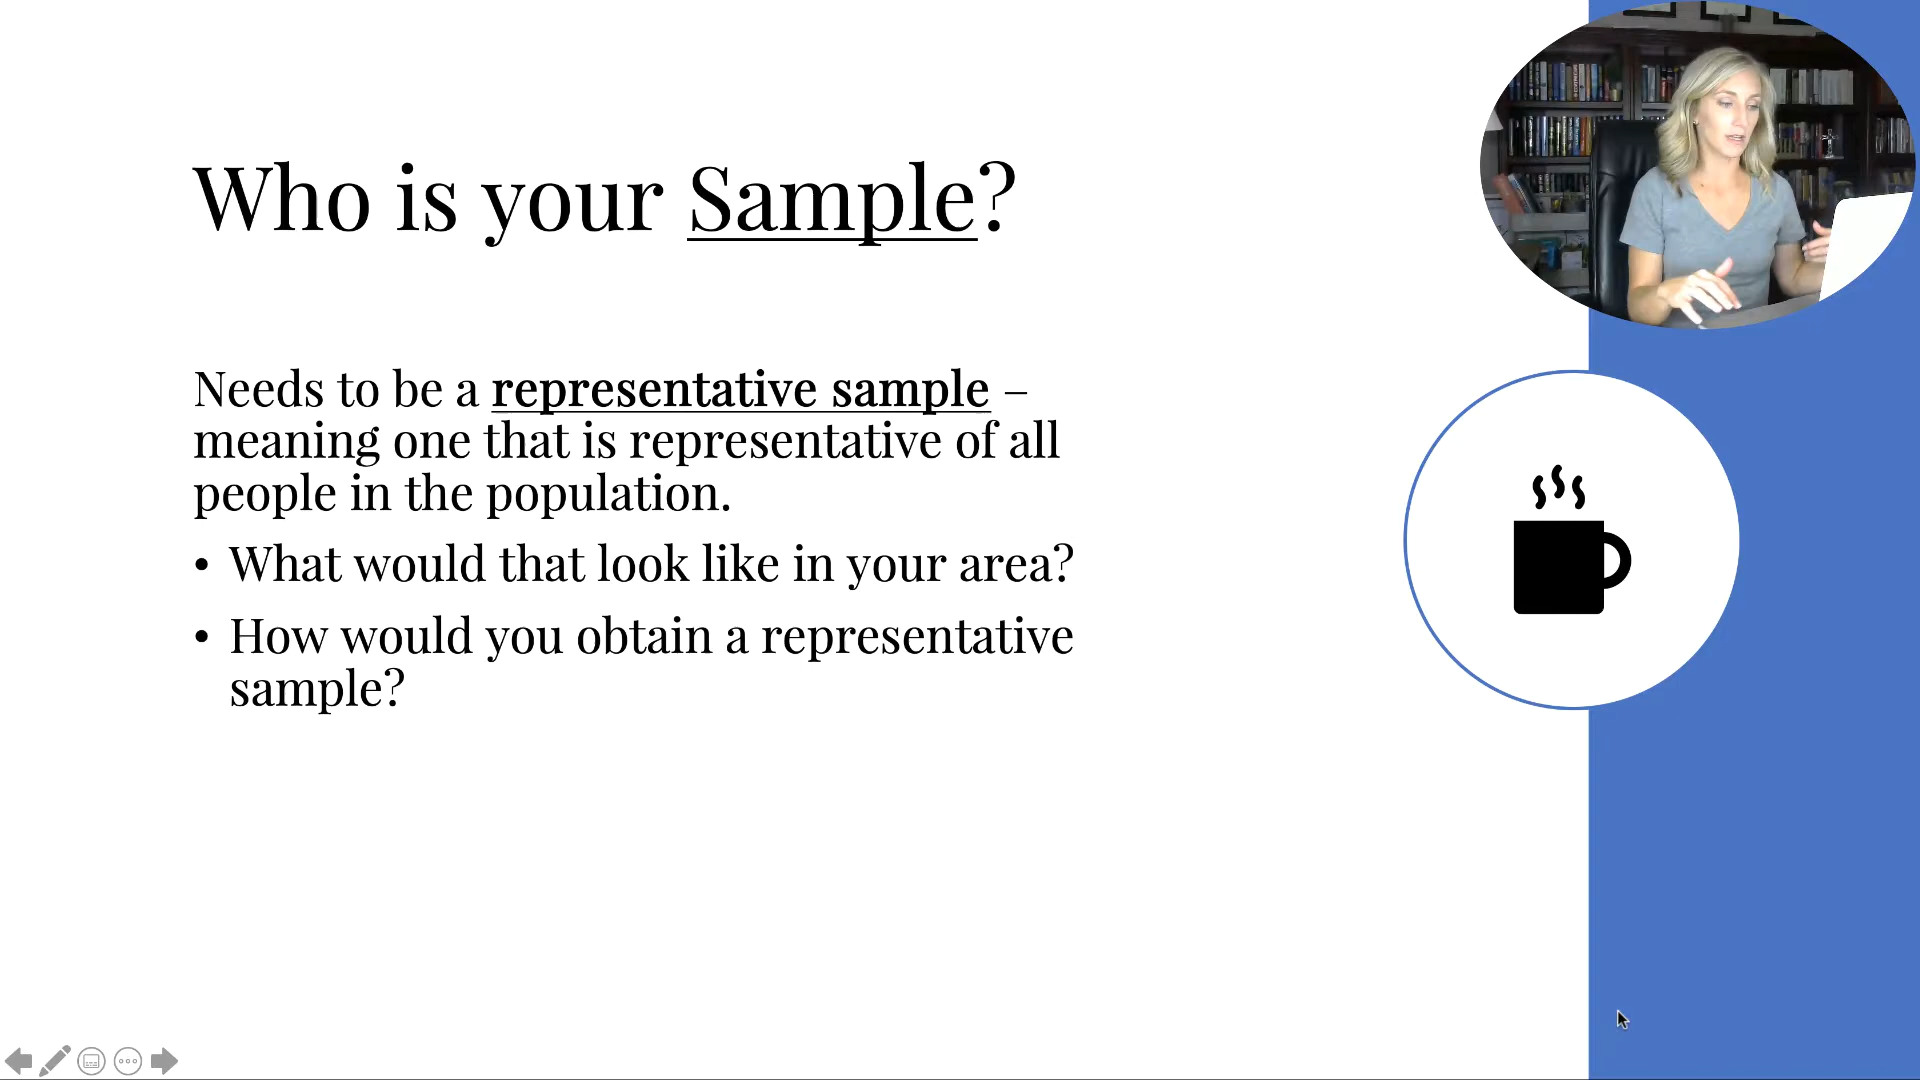 Who is your Sample?
Needs to be a representative sample –
meaning one that is representative of all
people in the population.
• What would that look like in your area?
• How would you obtain a representative
sample?